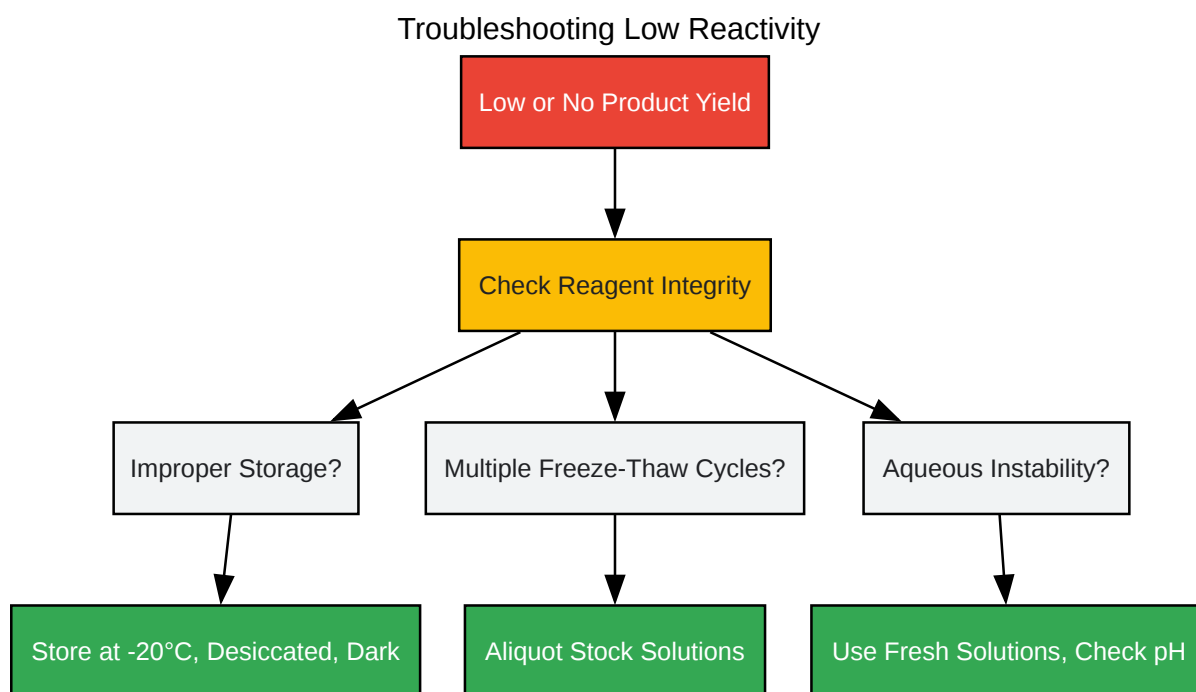 Troubleshooting Low Reactivity
Low or No Product Yield
Check Reagent Integrity
Improper Storage?
Multiple Freeze-Thaw Cycles?
Aqueous Instability?
Store at -20°C, Desiccated, Dark
Aliquot Stock Solutions
Use Fresh Solutions, Check pH